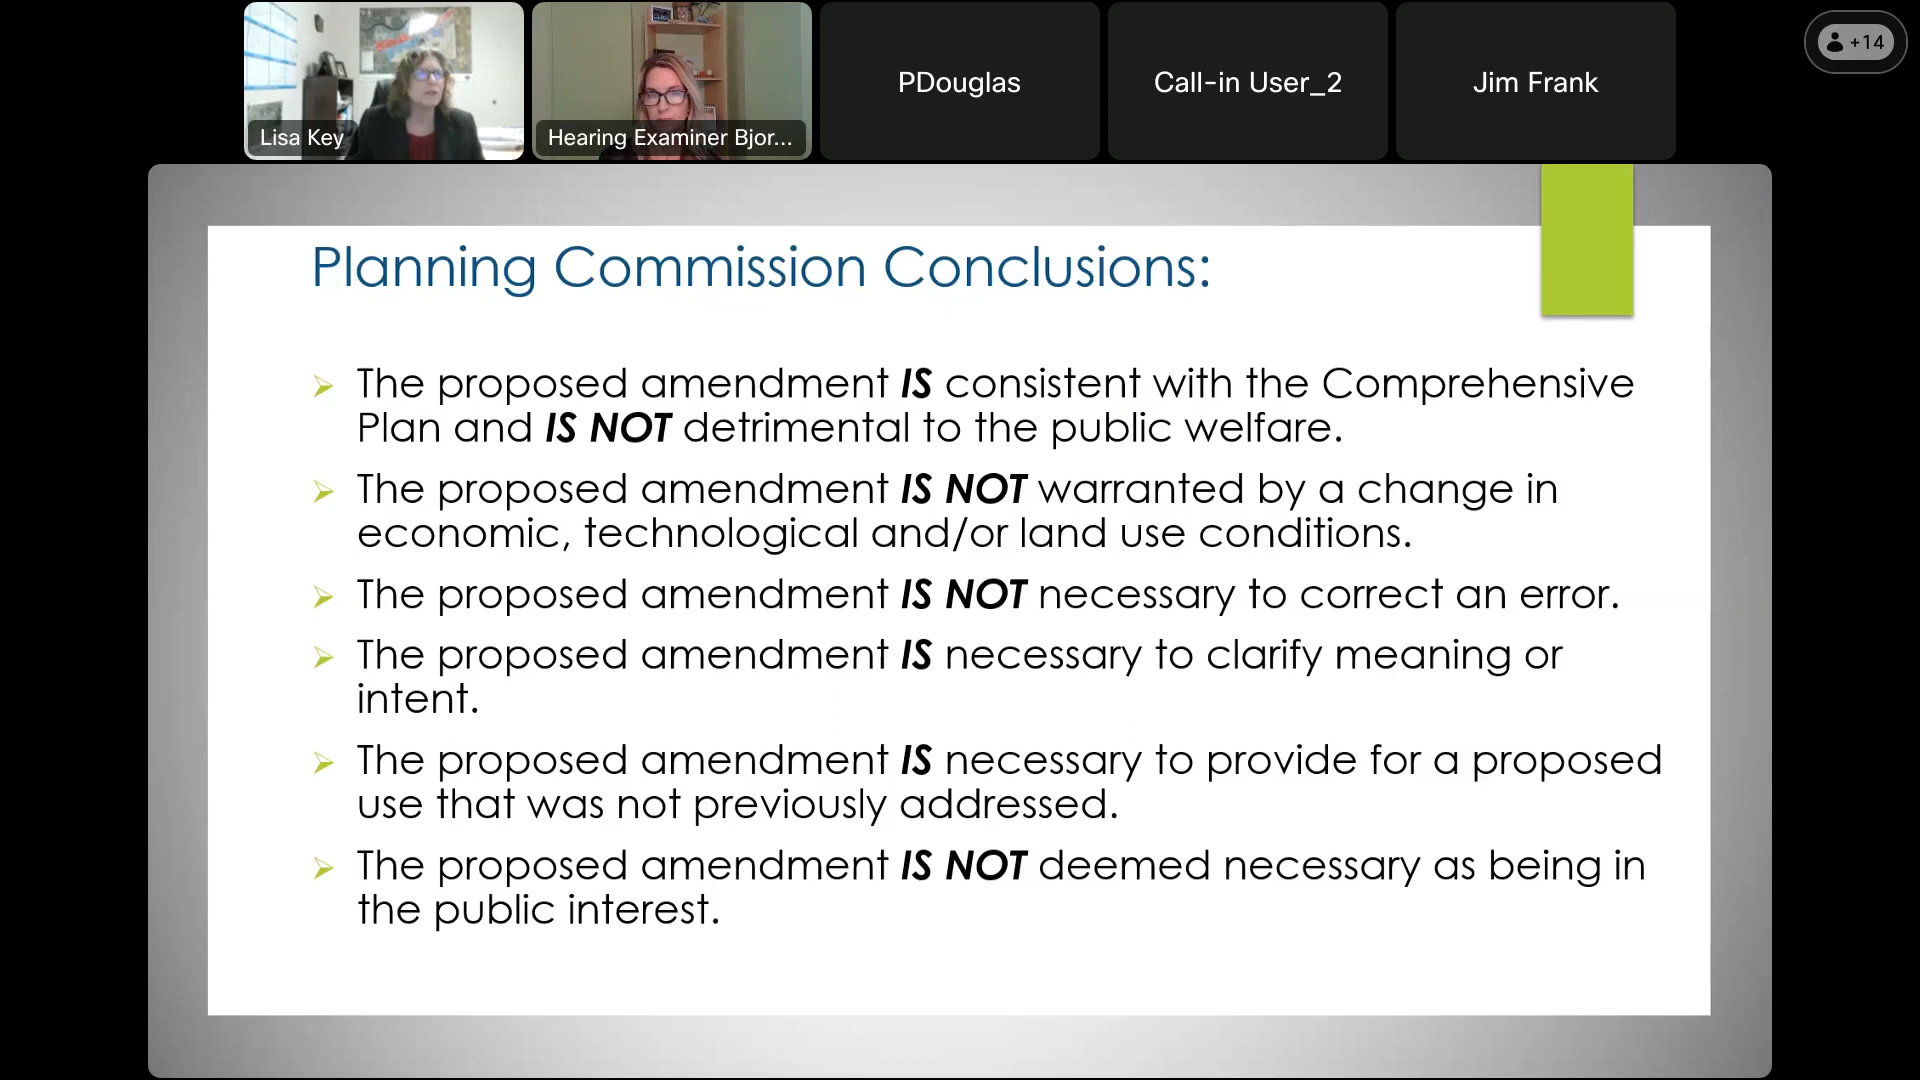 Lisa Key
Hearing Examiner Bjor...
PDouglas
Call-in User_2
Jim Frank
+14
Planning Commission Conclusions:
The proposed amendment IS consistent with the Comprehensive
Plan and IS NOT detrimental to the public welfare.
The proposed amendment IS NOT warranted by a change in
economic, technological and/or land use conditions.
The proposed amendment IS NOT necessary to correct an error.
The proposed amendment IS necessary to clarify meaning or
intent.
The proposed amendment IS necessary to provide for a proposed
use that was not previously addressed.
The proposed amendment IS NOT deemed necessary as being in
the public interest.